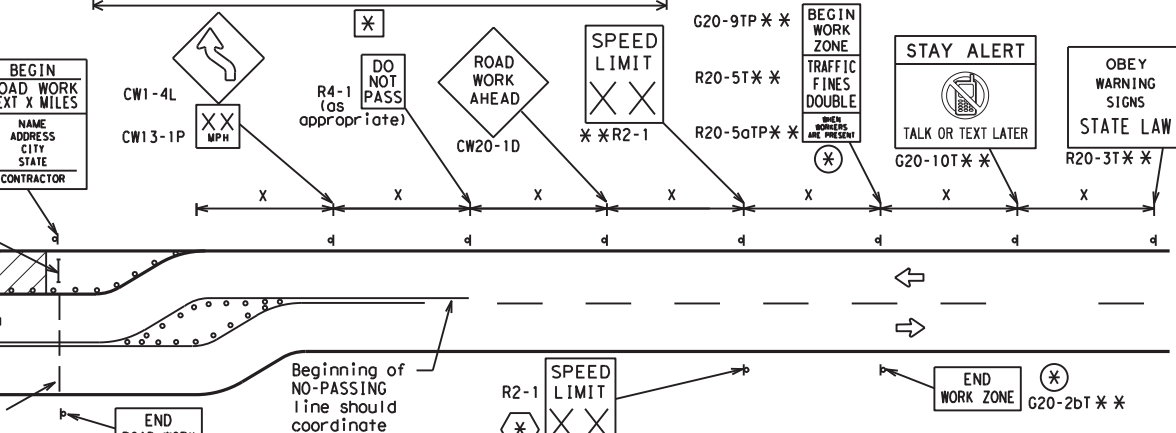 BEGIN
ROAD WORK
NEXT X MILES
NAME
ADDRESS
CITY
STATE
CONTRACTOR
CW1-4L
CW13-1P
XX
MPH
*
R4-1
(as
appropriate)
DO
NOT
PASS
ROAD
WORK
AHEAD
CW20-1D
SPEED
LIMIT
XX
* * R2-1
G20-9TP * *
R20-5T * *
R20-5aTP * *
BEGIN
WORK
ZONE
TRAFFIC
FINES
DOUBLE
WHEN
WORKERS
ARE PRESENT
*
STAY ALERT
TALK OR TEXT LATER
G20-10T * *
OBEY
WARNING
SIGNS
STATE LAW
R20-3T * *
X X X X X X X
Beginning of
NO-PASSING
line should
coordinate
END
ROAD WORK
R2-1
*
SPEED
LIMIT
XX
END
WORK ZONE
*
G20-2bT * *